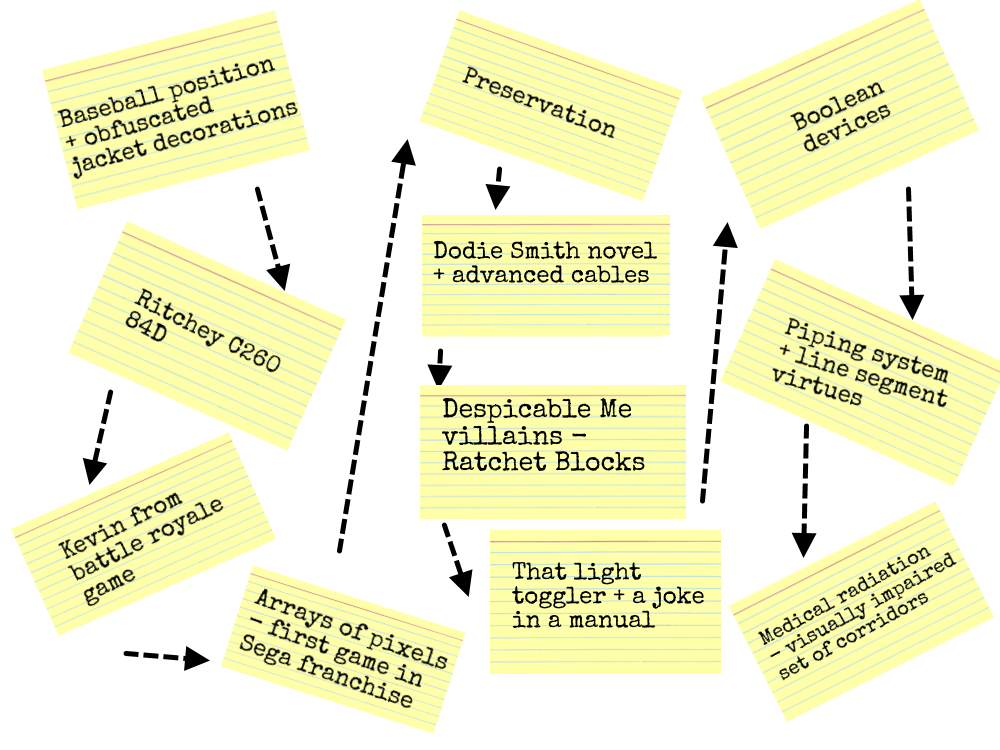 Baseball position
+ obfuscated
jacket decorations
Ritchey C260
84D
Kevin from
battle royale
game
Arrays of pixels
- first game in
Sega franchise
Preservation
Dodie Smith novel
+ advanced cables
Despicable Me
villains -
Ratchet Blocks
That light
toggler + a joke
in a manual
Boolean
devices
Piping system
+ line segment
virtues
Medical radiation
- visually impaired
set of corridors